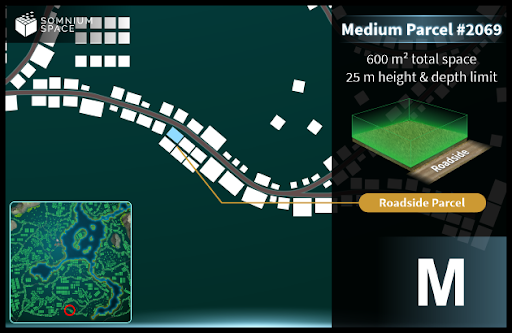 SOMNIUM
SPACE
Medium Parcel #2069
600 m² total space
25 m height & depth limit
Roadside
Roadside Parcel
M